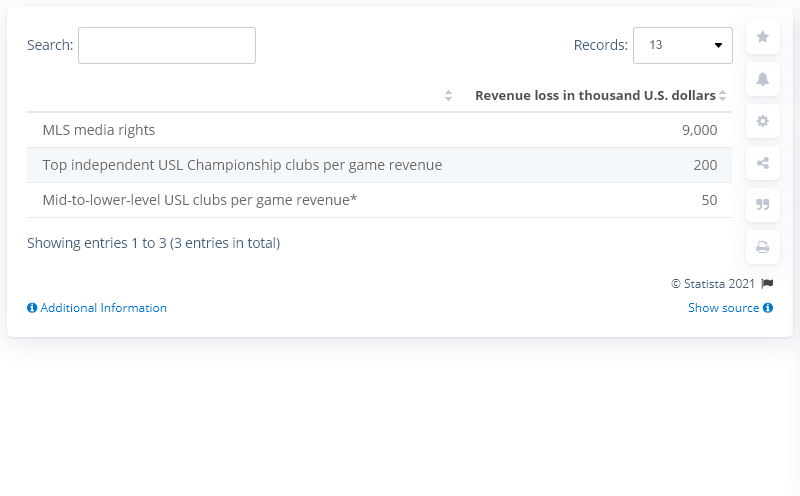 Search:
Records: 13
Revenue loss in thousand U.S. dollars
MLS media rights 9,000
Top independent USL Championship clubs per game revenue 200
Mid-to-lower-level USL clubs per game revenue* 50
Showing entries 1 to 3 (3 entries in total)
© Statista 2021
Additional Information Show source